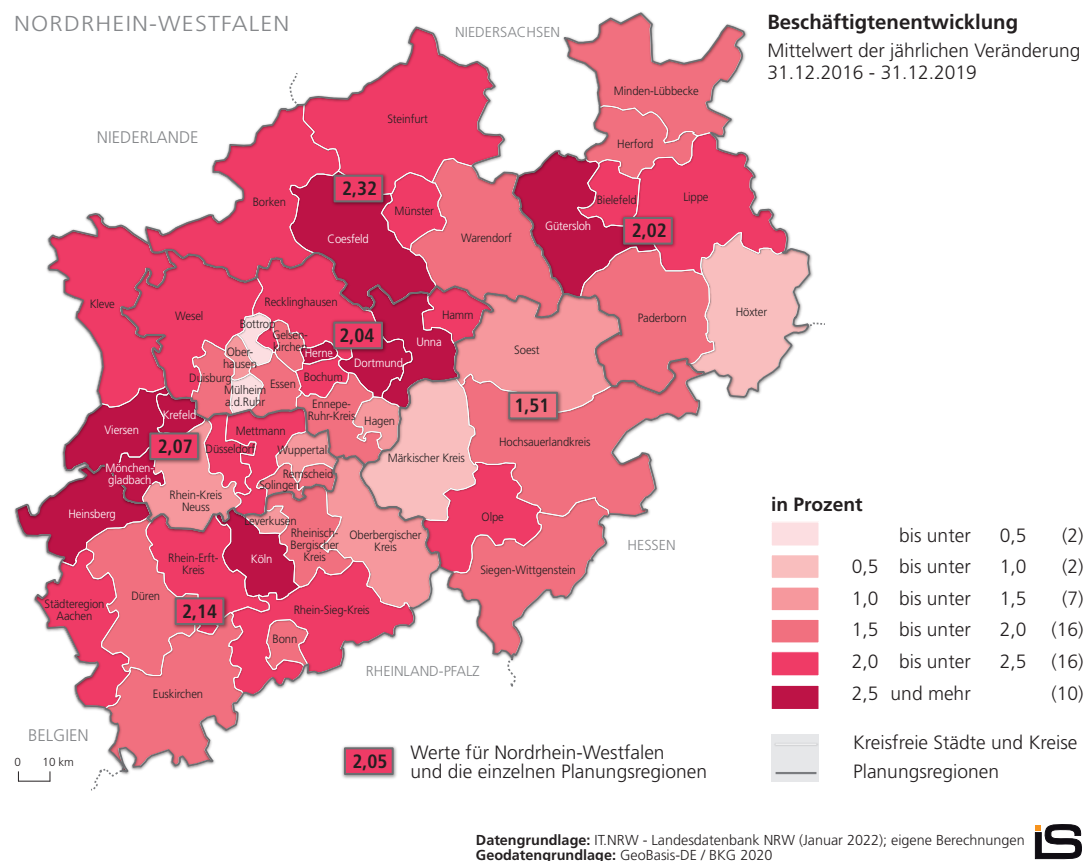 NORDRHEIN-WESTFALEN
NIEDERSACHSEN
Beschäftigtenentwicklung
Mittelwert der jährlichen Veränderung
31.12.2016 - 31.12.2019
Minden-Lübbecke
Steinfurt
NIEDERLANDE
Herford
2,32
Borken
Münster
Bielefeld
Lippe
Coesfeld
Warendorf
Gütersloh
2,02
Kleve
Wesel
Recklinghausen
Hamm
Paderborn
Höxter
Bottrop
Gelsen-
kirchen
2,04
Unna
Soest
Ober-
hausen
Herne
Dortmund
Duisburg
Essen
Bochum
Mülheim
a.d.Ruhr
Ennepe-
Ruhr-Kreis
Hagen
1,51
Krefeld
Viersen
2,07
Mettmann
Düsseldorf
Wuppertal
Hochsauerlandkreis
Märkischer Kreis
Mönchen-
gladbach
Remscheid
Solingen
Rhein-Kreis
Neuss
Heinsberg
Leverkusen
Olpe
Rheinisch-
Bergischer
Kreis
Oberbergischer
Kreis
HESSEN
Köln
Rhein-Erft-
Kreis
Siegen-Wittgenstein
Düren
Städteregion
Aachen
2,14
Rhein-Sieg-Kreis
Bonn
RHEINLAND-PFALZ
Euskirchen
BELGIEN
0 10 km
2,05
Werte für Nordrhein-Westfalen
und die einzelnen Planungsregionen
in Prozent
bis unter 0,5 (2)
0,5 bis unter 1,0 (2)
1,0 bis unter 1,5 (7)
1,5 bis unter 2,0 (16)
2,0 bis unter 2,5 (16)
2,5 und mehr (10)
Kreisfreie Städte und Kreise
Planungsregionen
Datengrundlage: IT.NRW - Landesdatenbank NRW (Januar 2022); eigene Berechnungen
Geodatengrundlage: GeoBasis-DE / BKG 2020
iS